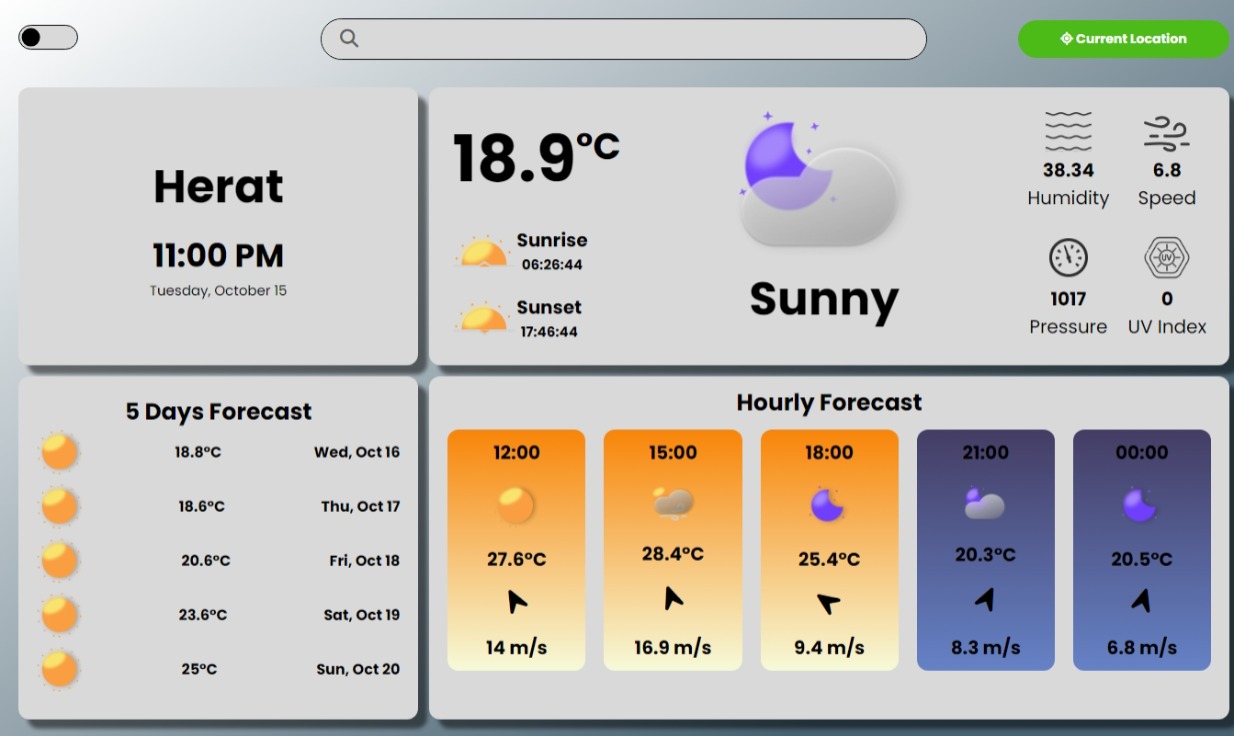 Current Location
Herat
11:00 PM
Tuesday, October 15
18.9°C
Sunrise
06:26:44
Sunset
17:46:44
Sunny
38.34
Humidity
6.8
Speed
1017
Pressure
UV
0
UV Index
5 Days Forecast
18.8°C Wed, Oct 16
18.6°C Thu, Oct 17
20.6°C Fri, Oct 18
23.6°C Sat, Oct 19
25°C Sun, Oct 20
Hourly Forecast
12:00
27.6°C
14 m/s
15:00
28.4°C
16.9 m/s
18:00
25.4°C
9.4 m/s
21:00
20.3°C
8.3 m/s
00:00
20.5°C
6.8 m/s